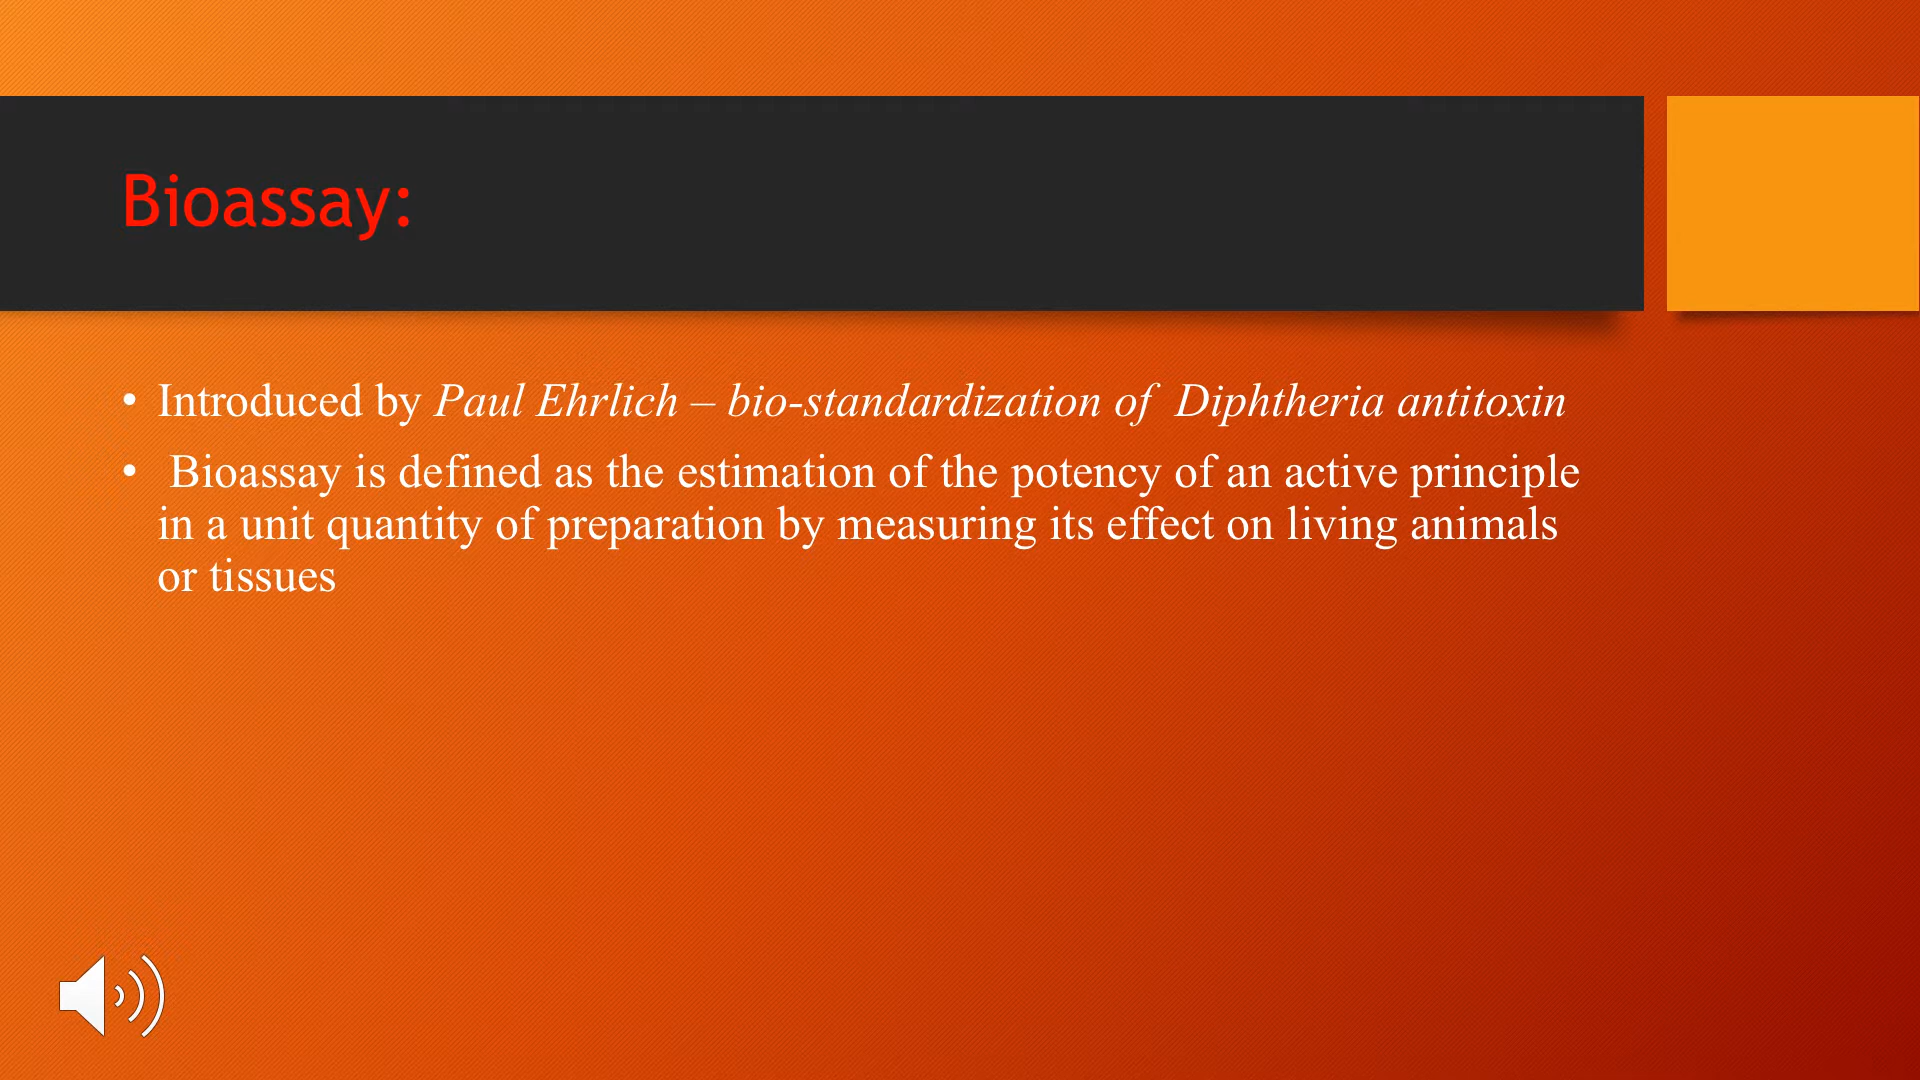 Bioassay:
• Introduced by Paul Ehrlich – bio-standardization of  Diphtheria antitoxin
• Bioassay is defined as the estimation of the potency of an active principle
in a unit quantity of preparation by measuring its effect on living animals
or tissues